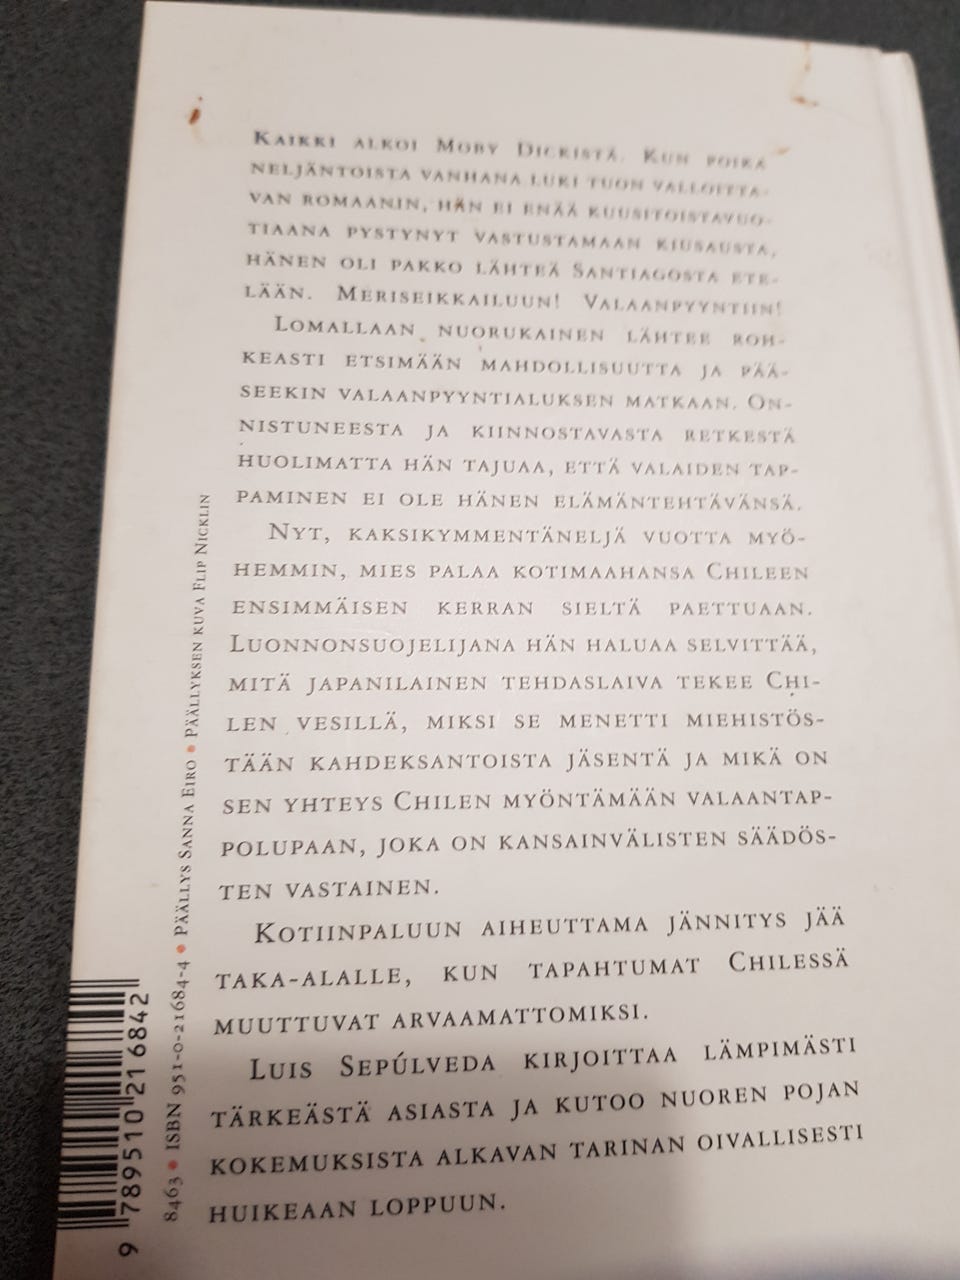 Kaikki alkoi Moby Dickistä. Kun poika
neljäntoista vanhana luki tuon valloitta-
van romaanin, hän ei enää kuusitoistavuo-
tiaana pystynyt vastustamaan kiusausta,
hänen oli pakko lähteä Santiagosta ete-
lään. Meriseikkailuun! Valaanpyyntiin!
Lomallaan nuorukainen lähtee roh-
keasti etsimään mahdollisuutta ja pää-
seekin valaanpyyntialuksen matkaan. On-
nistuneesta ja kiinnostavasta retkestä
huolimatta hän tajuaa, että valaiden tap-
paminen ei ole hänen elämäntehtävänsä.
Nyt, kaksikymmentäneljä vuotta myö-
hemmin, mies palaa kotimaahansa Chileen
ensimmäisen kerran sieltä paettuaan.
Luonnonsuojelijana hän haluaa selvittää,
mitä japanilainen tehdaslaiva tekee Chi-
len vesillä, miksi se menetti miehistös-
tään kahdeksantoista jäsentä ja mikä on
sen yhteys Chilen myöntämään valaantap-
polupaan, joka on kansainvälisten säädös-
ten vastainen.
Kotiinpaluun aiheuttama jännitys jää
taka-alalle, kun tapahtumat Chilessä
muuttuvat arvaamattomiksi.
Luis Sepúlveda kirjoittaa lämpimästi
tärkeästä asiasta ja kutoo nuoren pojan
kokemuksista alkavan tarinan oivallisesti
huikeaan loppuun.
8463 • ISBN 951-0-21684-4 • Päällys Sanna Eiro • Päällyksen kuva Flip Nicklin
9 789510 216842